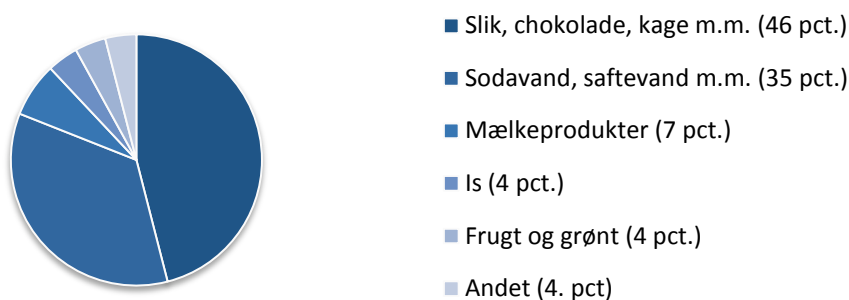 Slik, chokolade, kage m.m. (46 pct.)
Sodavand, saftevand m.m. (35 pct.)
Mælkeprodukter (7 pct.)
Is (4 pct.)
Frugt og grønt (4 pct.)
Andet (4. pct)